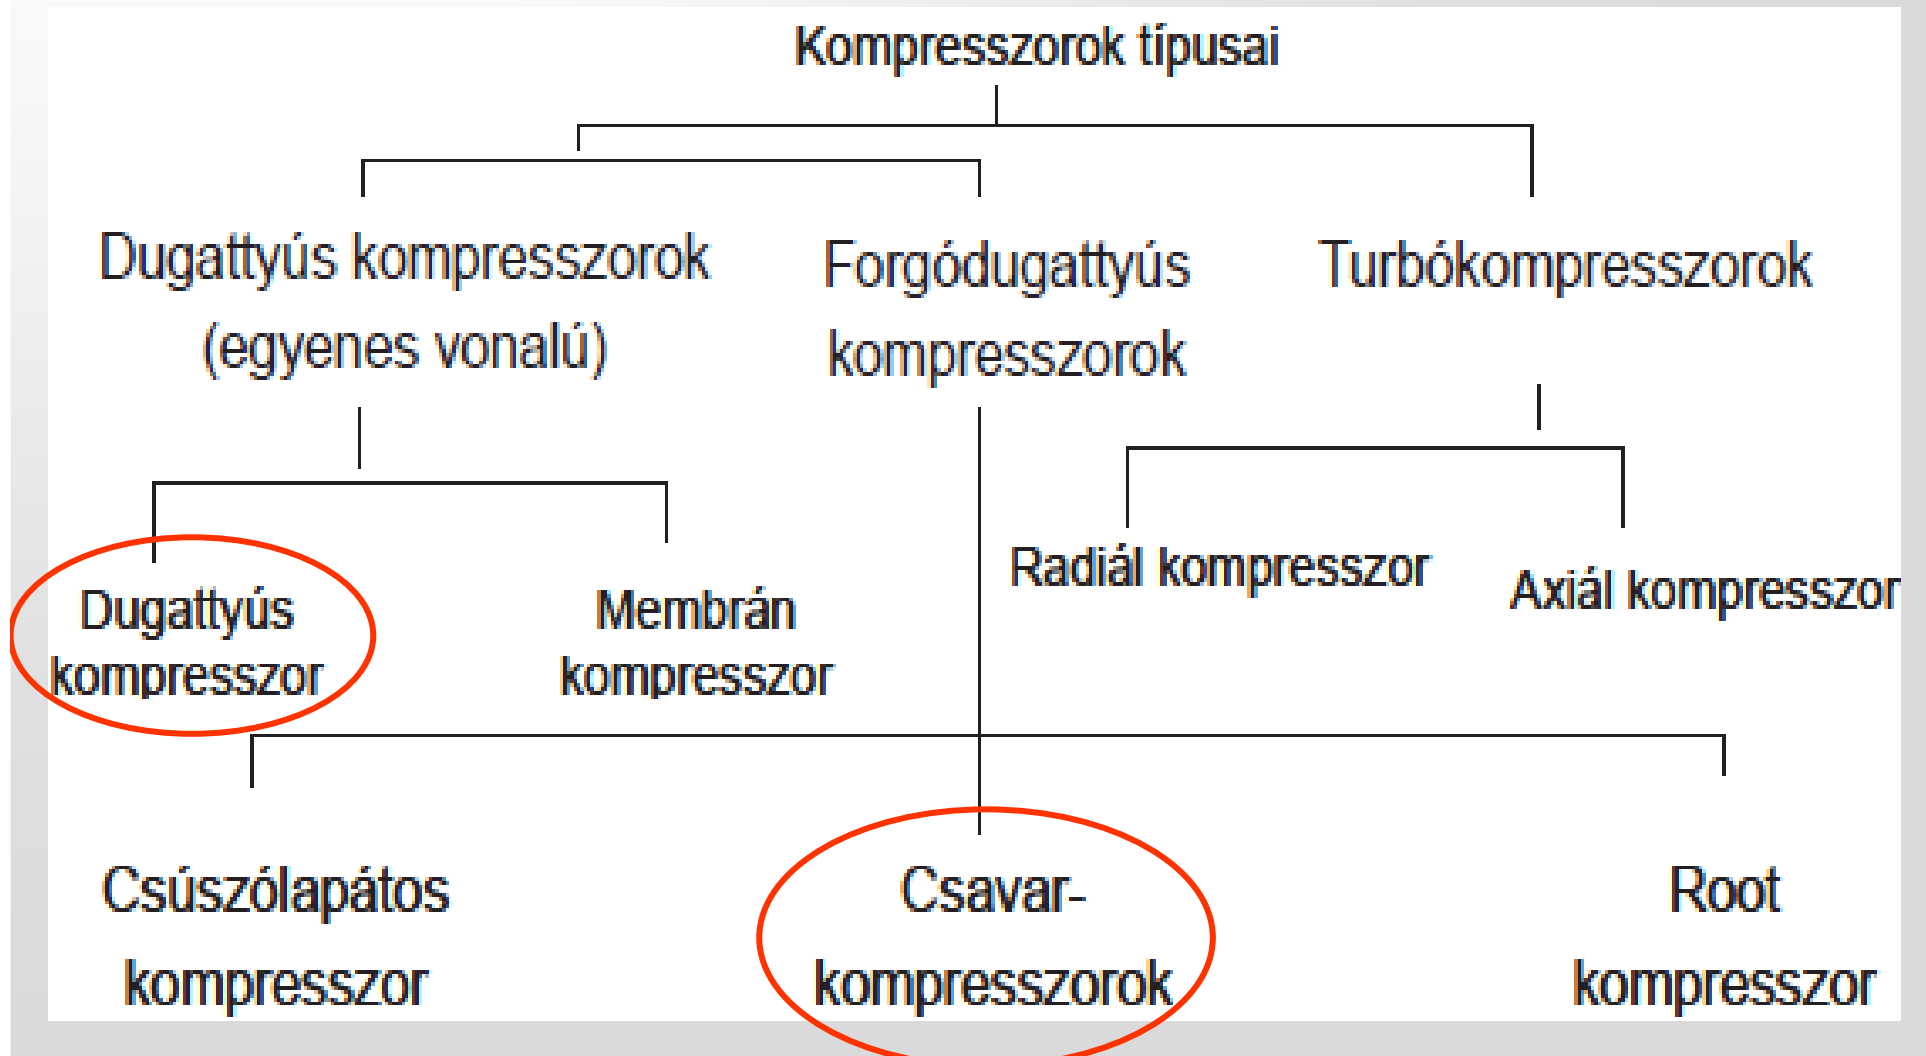 Kompresszorok típusai
Dugattyús kompresszorok
(egyenes vonalú)
Forgódugattyús
kompresszorok
Turbókompresszorok
Radiál kompresszor
Axiál kompresszor
Dugattyús
kompresszor
Membrán
kompresszor
Csúszólapátos
kompresszor
Csavar-
kompresszorok
Root
kompresszor